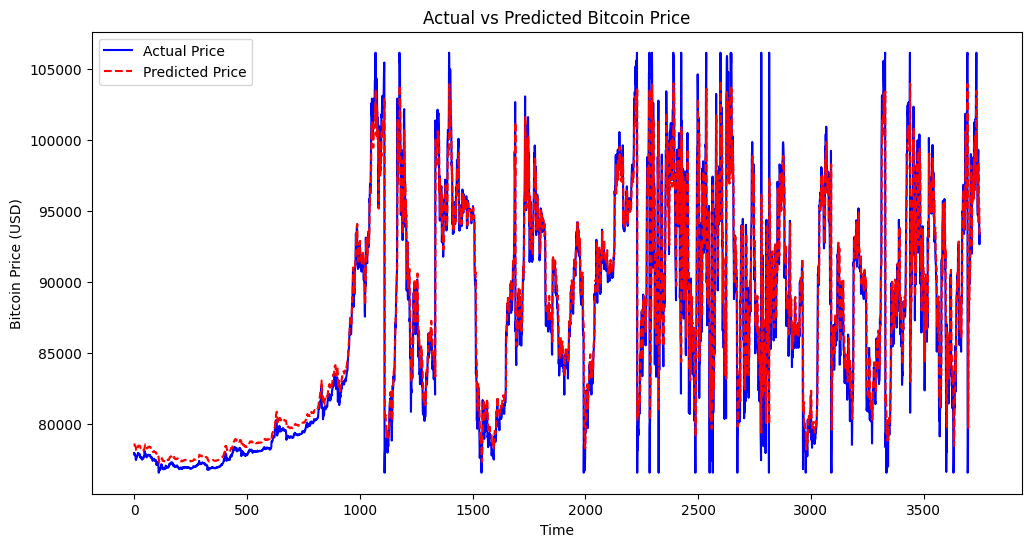 Actual vs Predicted Bitcoin Price
Actual Price
Predicted Price
Bitcoin Price (USD)
105000
100000
95000
90000
85000
80000
0
500
1000
1500
2000
2500
3000
3500
Time